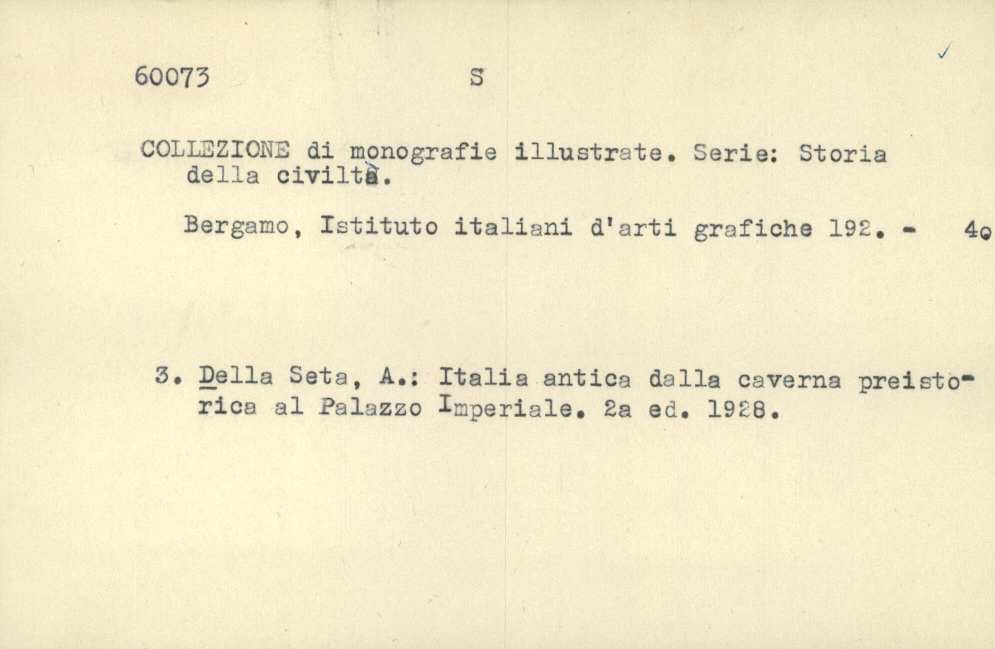 60073 S
COLLEZIONE di monografie illustrate. Serie: Storia
della civiltà.
Bergamo, Istituto italiani d'arti grafiche 192. - 4o
3. Della Seta, A.: Italia antica dalla caverna preisto-
rica al Palazzo Imperiale. 2a ed. 1928.